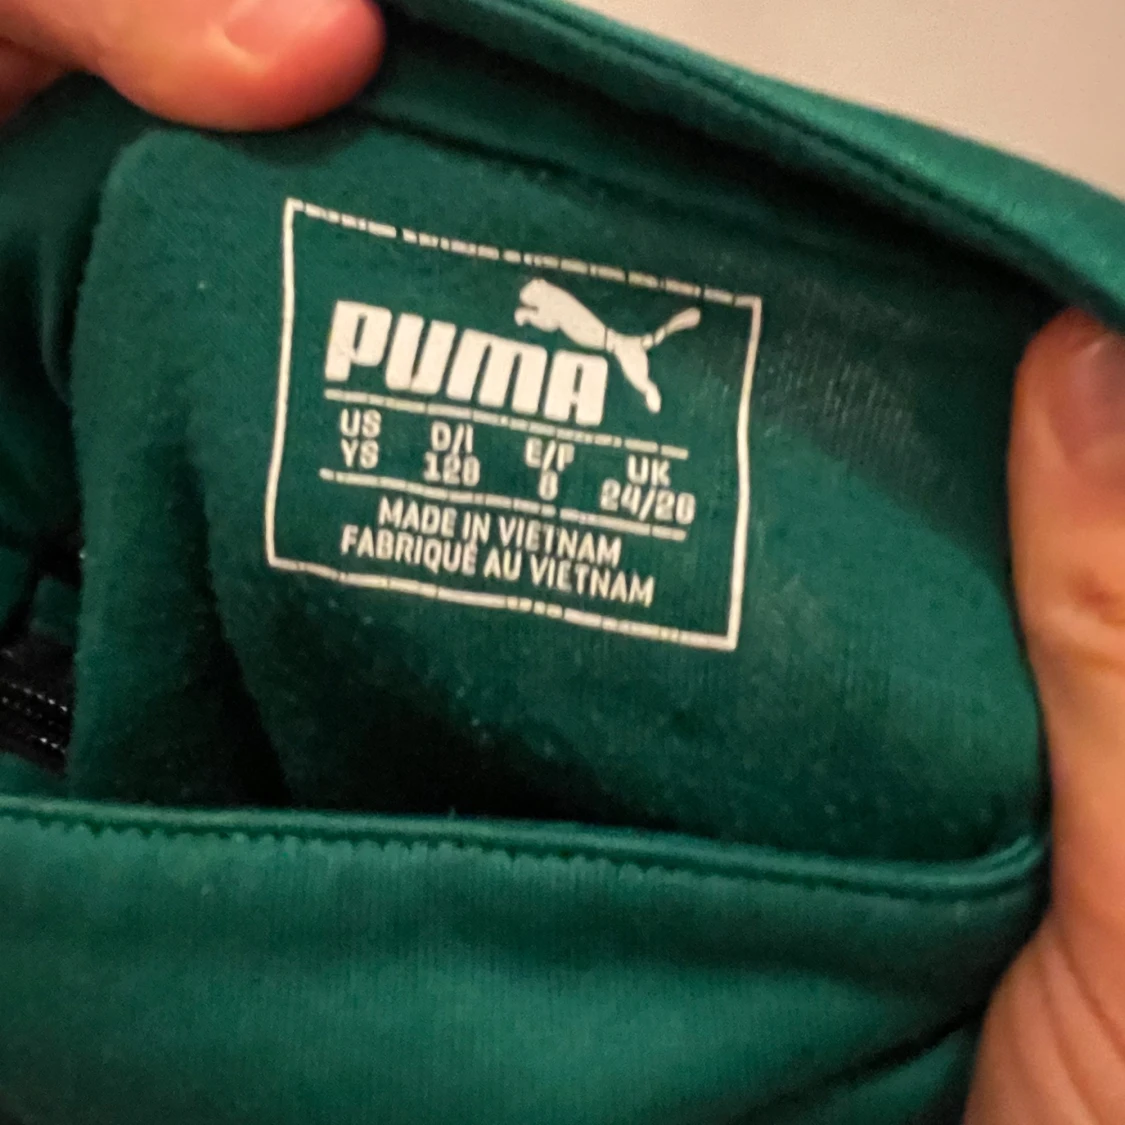 PUMA
US D/I E/F UK
YS 128 8 24/26
MADE IN VIETNAM
FABRIQUÉ AU VIETNAM